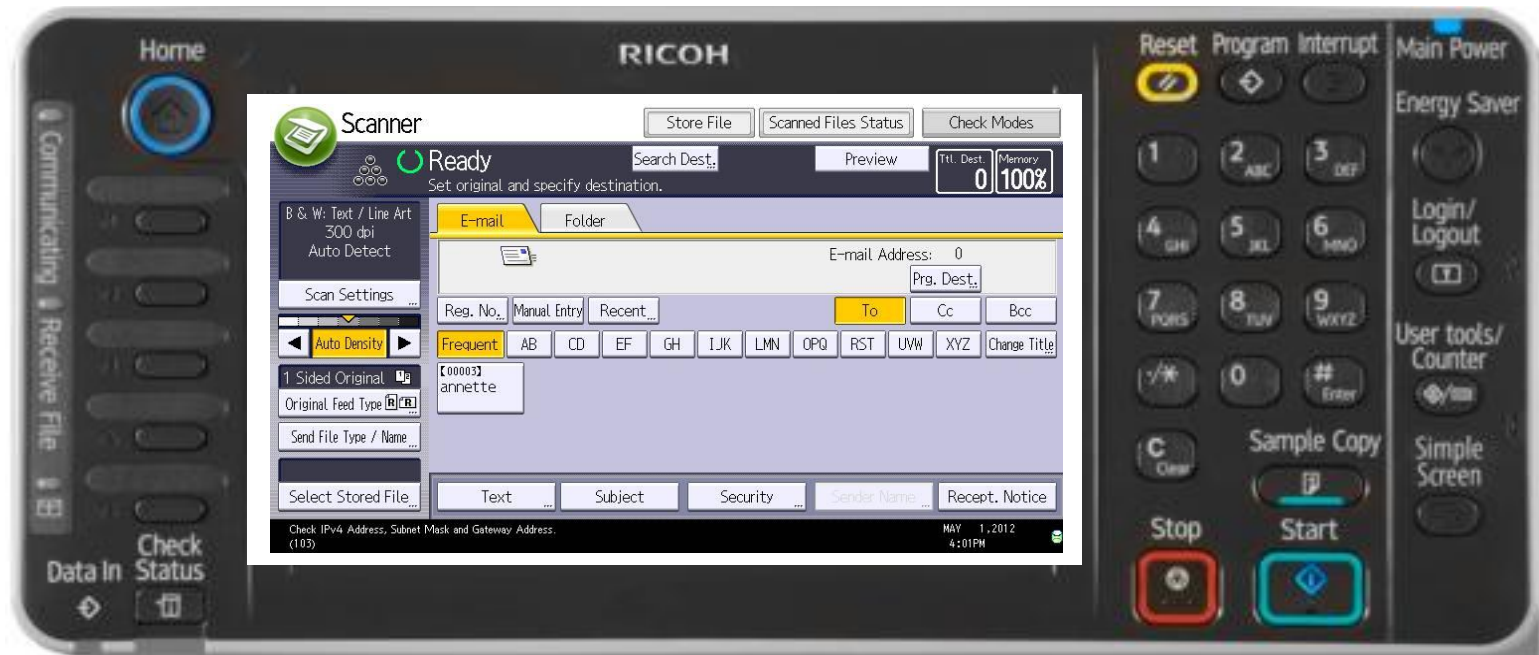 Home
RICOH
Reset Program Interrupt
Main Power
Energy Saver
Communicating
Receive File
Scanner
Store File
Scanned Files Status
Check Modes
Ready
Search Dest.
Preview
Ttl. Dest.
0
Memory
100%
Set original and specify destination.
B & W: Text / Line Art
300 dpi
Auto Detect
E-mail
Folder
E-mail Address: 0
Prg. Dest.
Scan Settings
Reg. No.
Manual Entry
Recent
To
Cc
Bcc
Auto Density
Frequent AB CD EF GH IJK LMN OPQ RST UVW XYZ Change Title
1 Sided Original
[00003]
annette
Original Feed Type
Send File Type / Name
Select Stored File
Text
Subject
Security
Sender Name
Recept. Notice
Check IPv4 Address, Subnet Mask and Gateway Address.
(103)
MAY 1.2012
4:01PM
Data In
Check
Status
1
2 ABC
3 DEF
4 GHI
5 JKL
6 MNO
7 PQRS
8 TUV
9 WXYZ
·/*
0
# Enter
C
Clear
Login/
Logout
User tools/
Counter
Sample Copy
Simple
Screen
Stop
Start